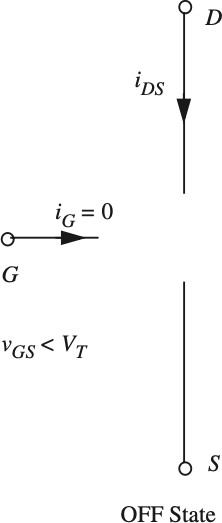 D
i_DS
i_G = 0
G
v_GS < V_T
S
OFF State